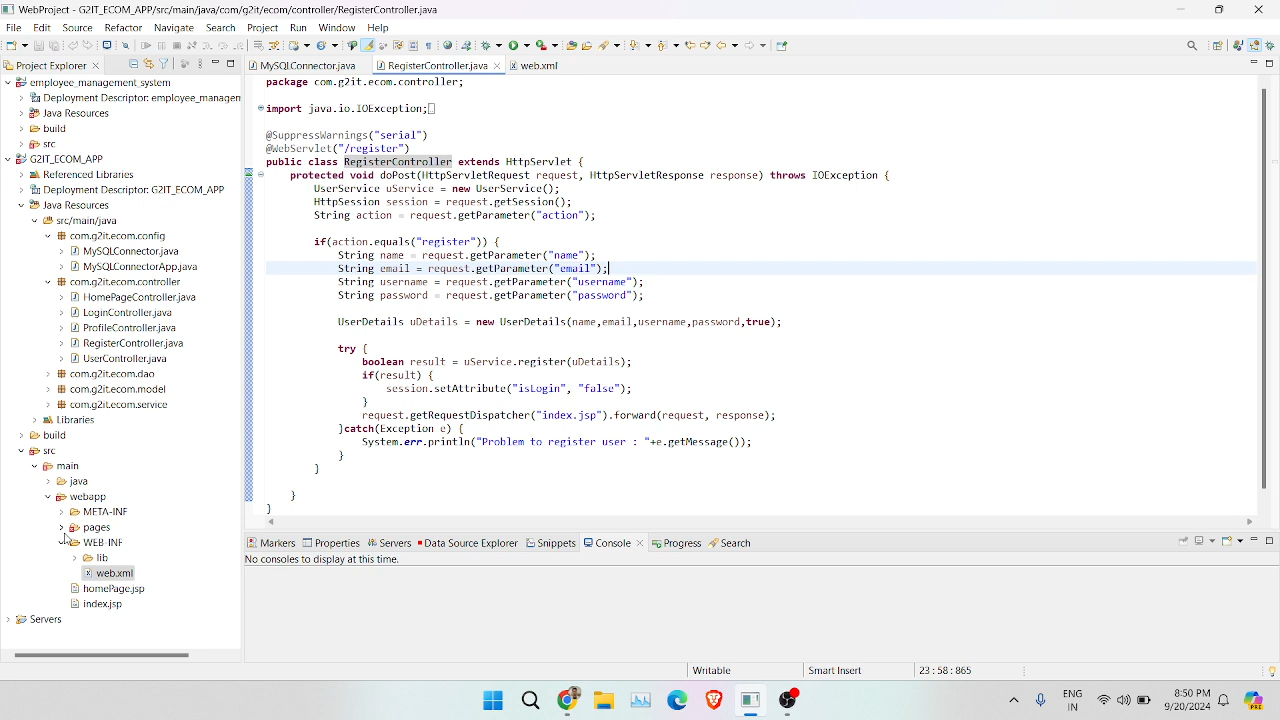 WebProject - G2IT_ECOM_APP/src/main/java/com/g2it/ecom/controller/RegisterController.java
File Edit Source Refactor Navigate Search Project Run Window Help
Project Explorer
MySQLConnector.java RegisterController.java web.xml
employee_management_system
Deployment Descriptor: employee_managen
Java Resources
build
src
G2IT_ECOM_APP
Referenced Libraries
Deployment Descriptor: G2IT_ECOM_APP
Java Resources
src/main/java
com.g2it.ecom.config
MySQLConnector.java
MySQLConnectorApp.java
com.g2it.ecom.controller
HomePageController.java
LoginController.java
ProfileController.java
RegisterController.java
UserController.java
com.g2it.ecom.dao
com.g2it.ecom.model
com.g2it.ecom.service
Libraries
build
src
main
java
webapp
META-INF
pages
WEB-INF
lib
web.xml
homePage.jsp
index.jsp
Servers
package com.g2it.ecom.controller;
import java.io.IOException;
@SuppressWarnings("serial")
@WebServlet("/register")
public class RegisterController extends HttpServlet {
protected void doPost(HttpServletRequest request, HttpServletResponse response) throws IOException {
UserService uService = new UserService();
HttpSession session = request.getSession();
String action = request.getParameter("action");
if(action.equals("register")) {
String name = request.getParameter("name");
String email = request.getParameter("email");
String username = request.getParameter("username");
String password = request.getParameter("password");
UserDetails uDetails = new UserDetails(name,email,username,password,true);
try {
boolean result = uService.register(uDetails);
if(result) {
session.setAttribute("isLogin", "false");
}
request.getRequestDispatcher("index.jsp").forward(request, response);
}catch(Exception e) {
System.err.println("Problem to register user : "+e.getMessage());
}
}
}
}
Markers Properties Servers Data Source Explorer Snippets Console Progress Search
No consoles to display at this time.
Writable Smart Insert 23 : 58 : 865
ENG
IN
8:50 PM
9/20/2024
PRE